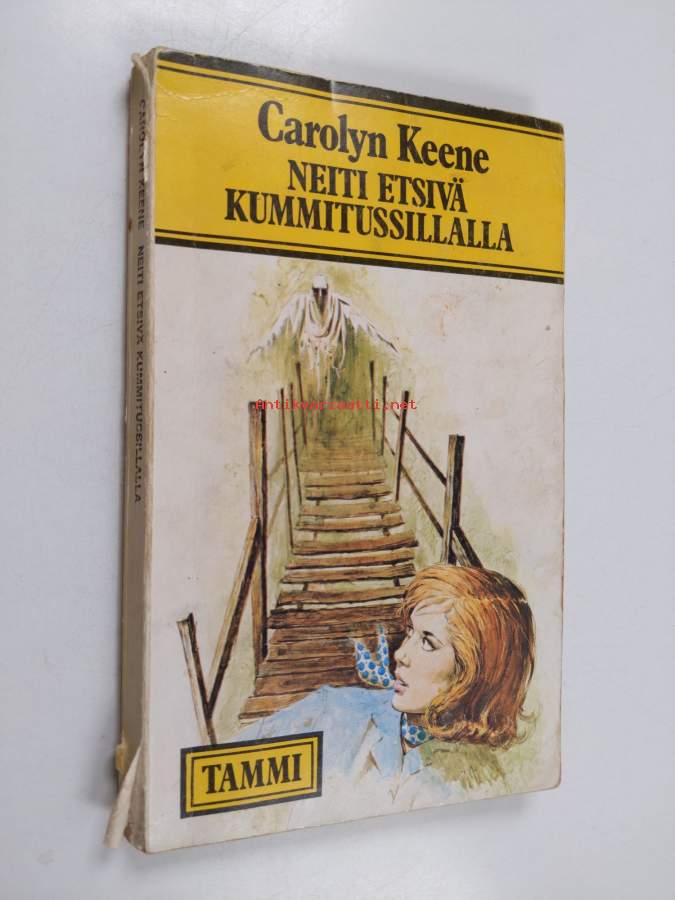 Carolyn Keene
NEITI ETSIVÄ
KUMMITUSSILLALLA
CAROLYN KEENE NEITI ETSIVÄ KUMMITUSSILLALLA
Antikvariaatti.net
TAMMI